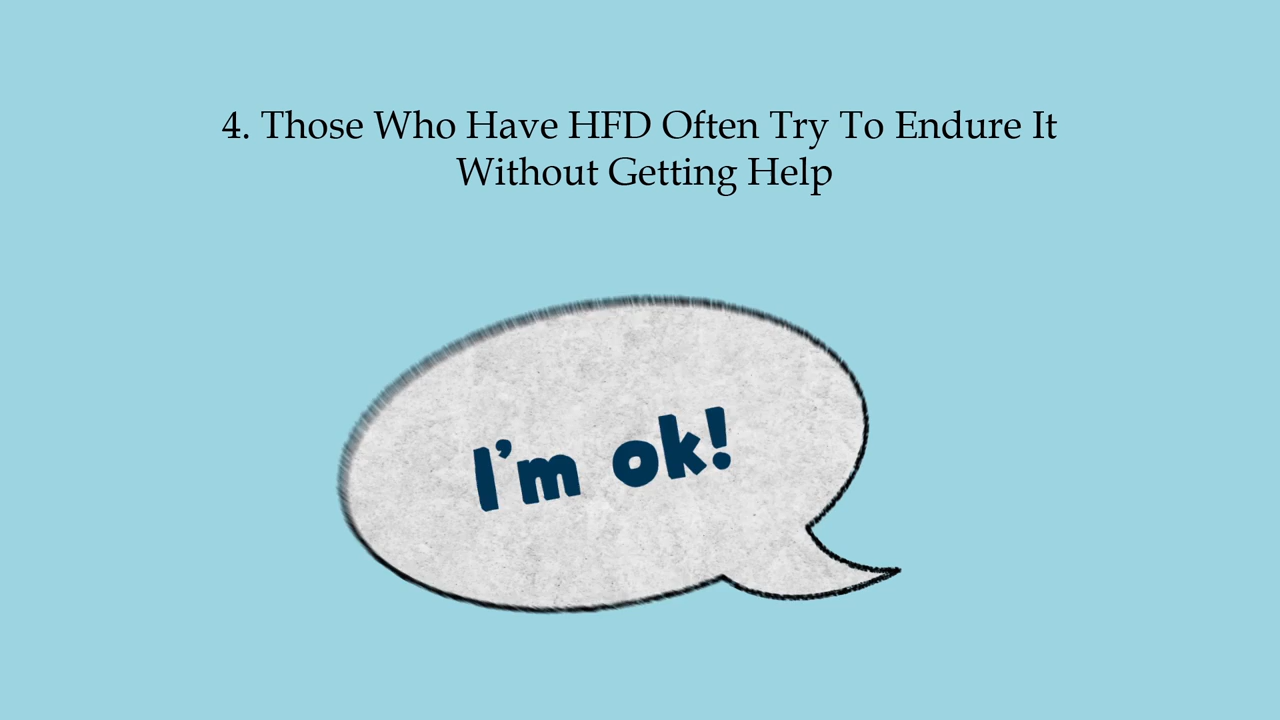 4. Those Who Have HFD Often Try To Endure It
Without Getting Help
I'm ok!